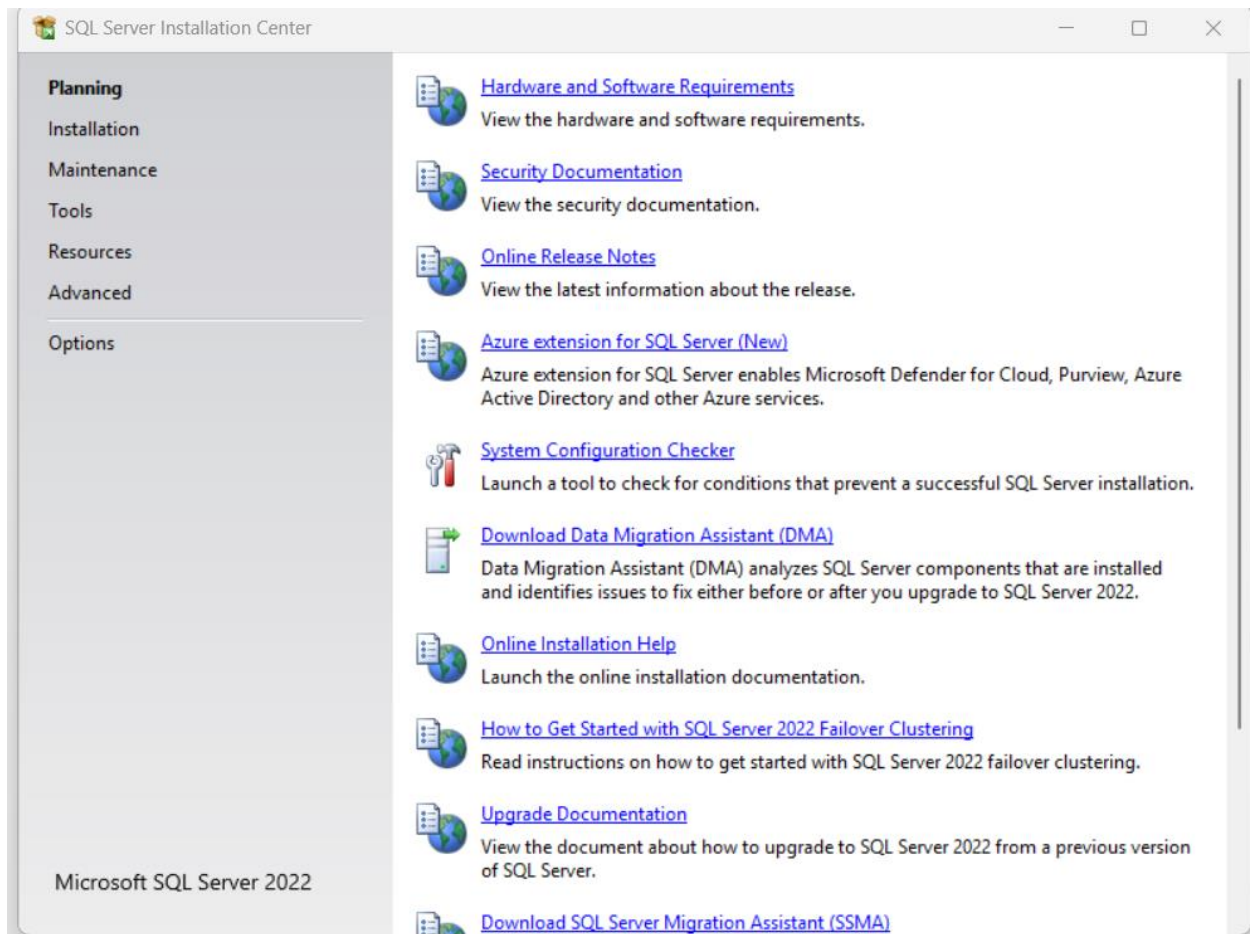 SQL Server Installation Center
Planning
Installation
Maintenance
Tools
Resources
Advanced
Options
Microsoft SQL Server 2022
Hardware and Software Requirements
View the hardware and software requirements.
Security Documentation
View the security documentation.
Online Release Notes
View the latest information about the release.
Azure extension for SQL Server (New)
Azure extension for SQL Server enables Microsoft Defender for Cloud, Purview, Azure
Active Directory and other Azure services.
System Configuration Checker
Launch a tool to check for conditions that prevent a successful SQL Server installation.
Download Data Migration Assistant (DMA)
Data Migration Assistant (DMA) analyzes SQL Server components that are installed
and identifies issues to fix either before or after you upgrade to SQL Server 2022.
Online Installation Help
Launch the online installation documentation.
How to Get Started with SQL Server 2022 Failover Clustering
Read instructions on how to get started with SQL Server 2022 failover clustering.
Upgrade Documentation
View the document about how to upgrade to SQL Server 2022 from a previous version
of SQL Server.
Download SQL Server Migration Assistant (SSMA)